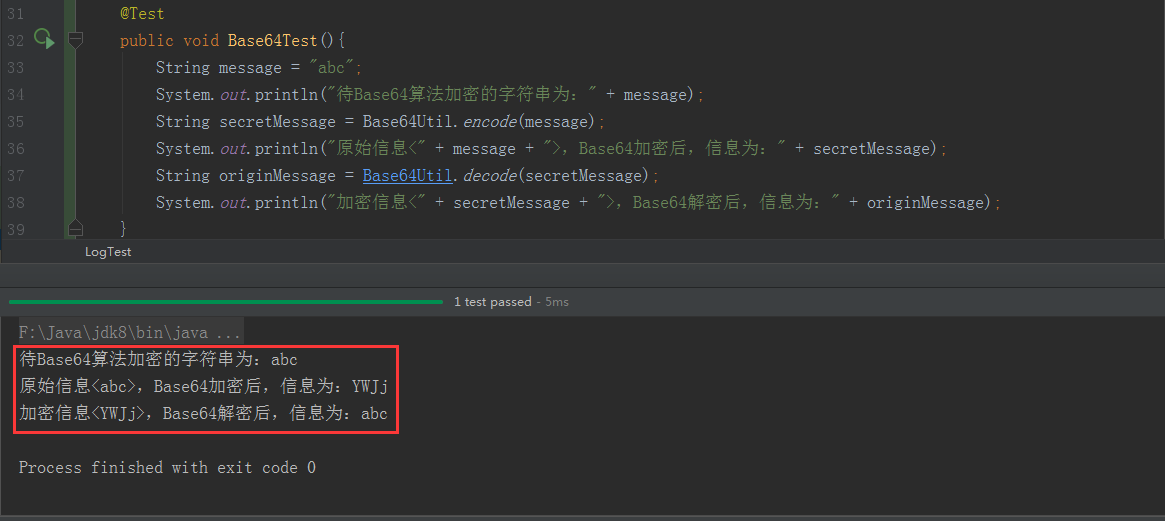 31 @Test
32 public void Base64Test(){
33 String message = "abc";
34 System.out.println("待Base64算法加密的字符串为：" + message);
35 String secretMessage = Base64Util.encode(message);
36 System.out.println("原始信息<" + message + ">，Base64加密后，信息为：" + secretMessage);
37 String originMessage = Base64Util.decode(secretMessage);
38 System.out.println("加密信息<" + secretMessage + ">，Base64解密后，信息为：" + originMessage);
39 }
LogTest
1 test passed - 5ms
F:\Java\jdk8\bin\java ...
待Base64算法加密的字符串为：abc
原始信息<abc>，Base64加密后，信息为：YWJj
加密信息<YWJj>，Base64解密后，信息为：abc
Process finished with exit code 0